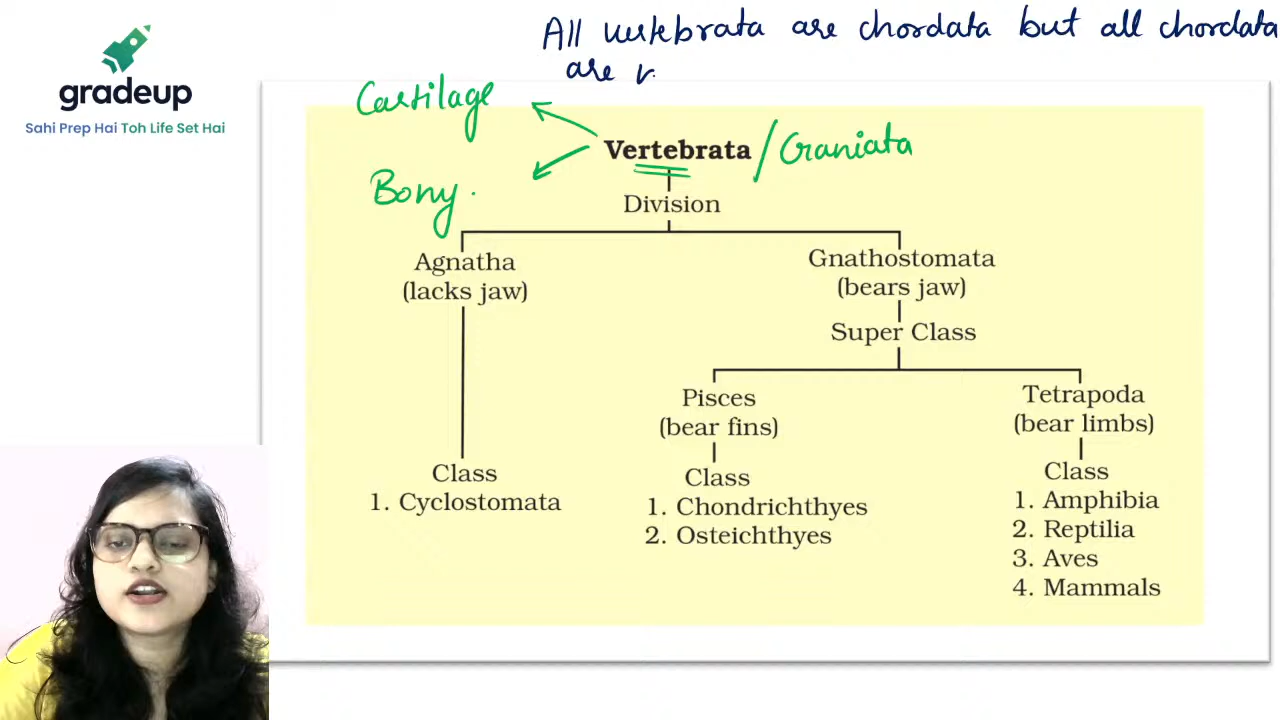 All vertebrata are chordata but all chordata
are
gradeup
Sahi Prep Hai Toh Life Set Hai
Cartilage
Vertebrata / Craniata
Bony.
Division
Agnatha
(lacks jaw)
Gnathostomata
(bears jaw)
Super Class
Pisces
(bear fins)
Tetrapoda
(bear limbs)
Class
1. Cyclostomata
Class
1. Chondrichthyes
2. Osteichthyes
Class
1. Amphibia
2. Reptilia
3. Aves
4. Mammals